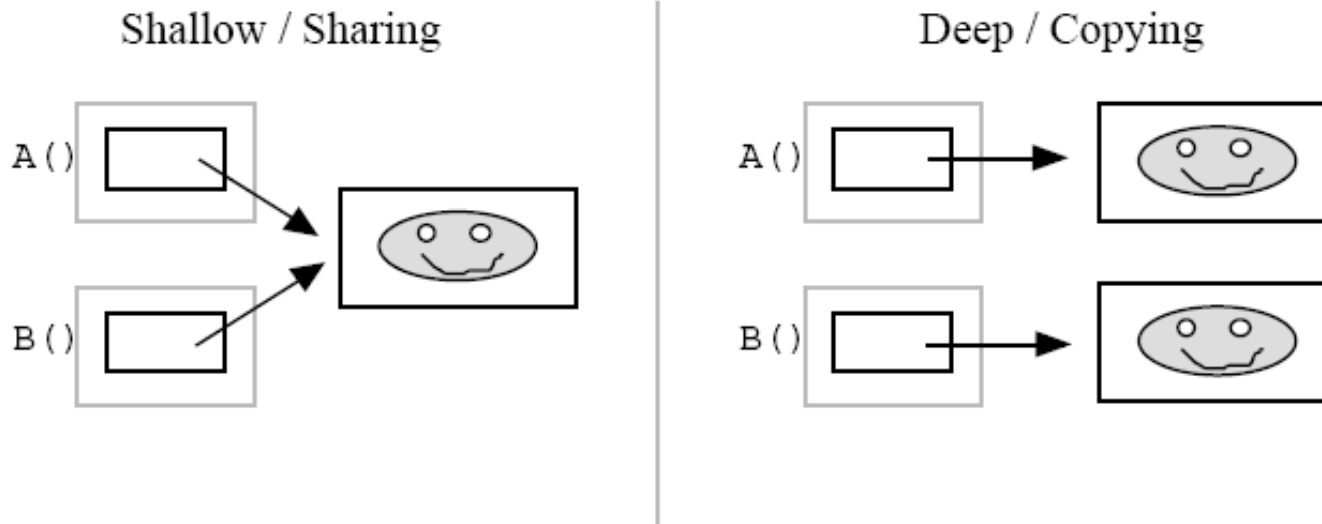 Shallow / Sharing
A()
B()
Deep / Copying
A()
B()